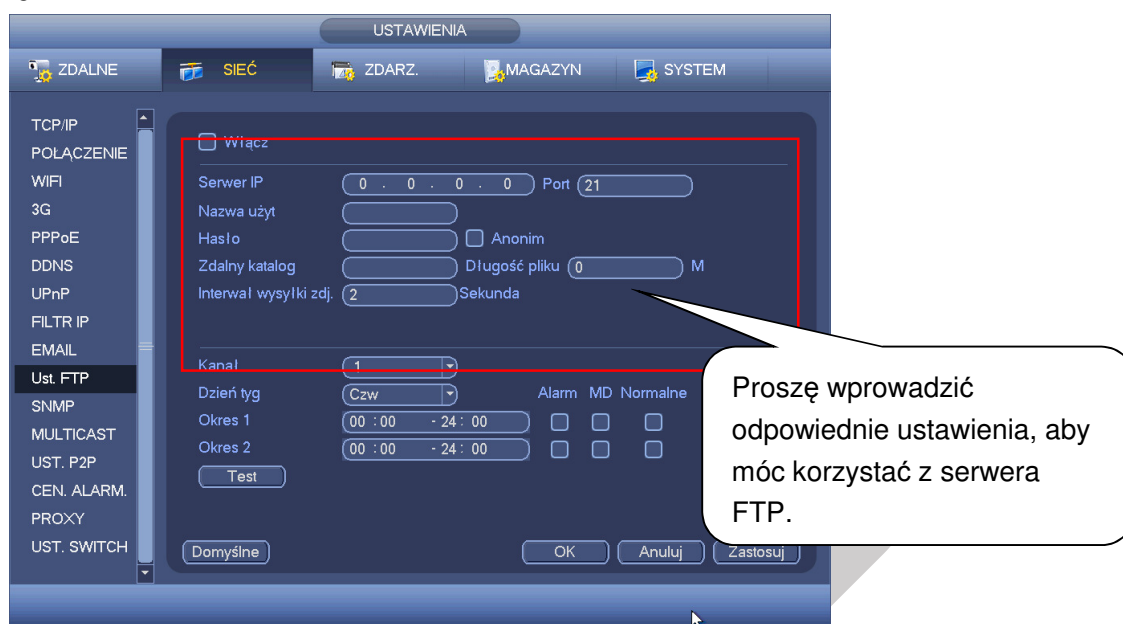 USTAWIENIA
ZDALNE SIEĆ ZDARZ. MAGAZYN SYSTEM
TCP/IP
POŁĄCZENIE
WIFI
3G
PPPoE
DDNS
UPnP
FILTR IP
EMAIL
Ust. FTP
SNMP
MULTICAST
UST. P2P
CEN. ALARM.
PROXY
UST. SWITCH
Włącz
Serwer IP 0 . 0 . 0 . 0 Port 21
Nazwa użyt
Hasło Anonim
Zdalny katalog Długość pliku 0 M
Interwał wysyłki zdj. 2 Sekunda
Kanał 1
Dzień tyg Czw Alarm MD Normalne
Okres 1 00 :00 - 24 : 00
Okres 2 00 :00 - 24 : 00
Test
Domyślne OK Anuluj Zastosuj
Proszę wprowadzić
odpowiednie ustawienia, aby
móc korzystać z serwera
FTP.